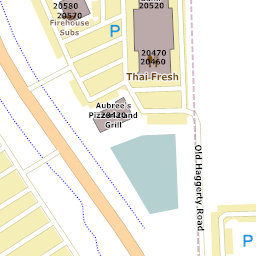 20520
20580
20570
Firehouse
Subs
P
20470
20460
Thai Fresh
Aubree's
Pizzeria and
Grill
20420
Old Haggerty Road
P